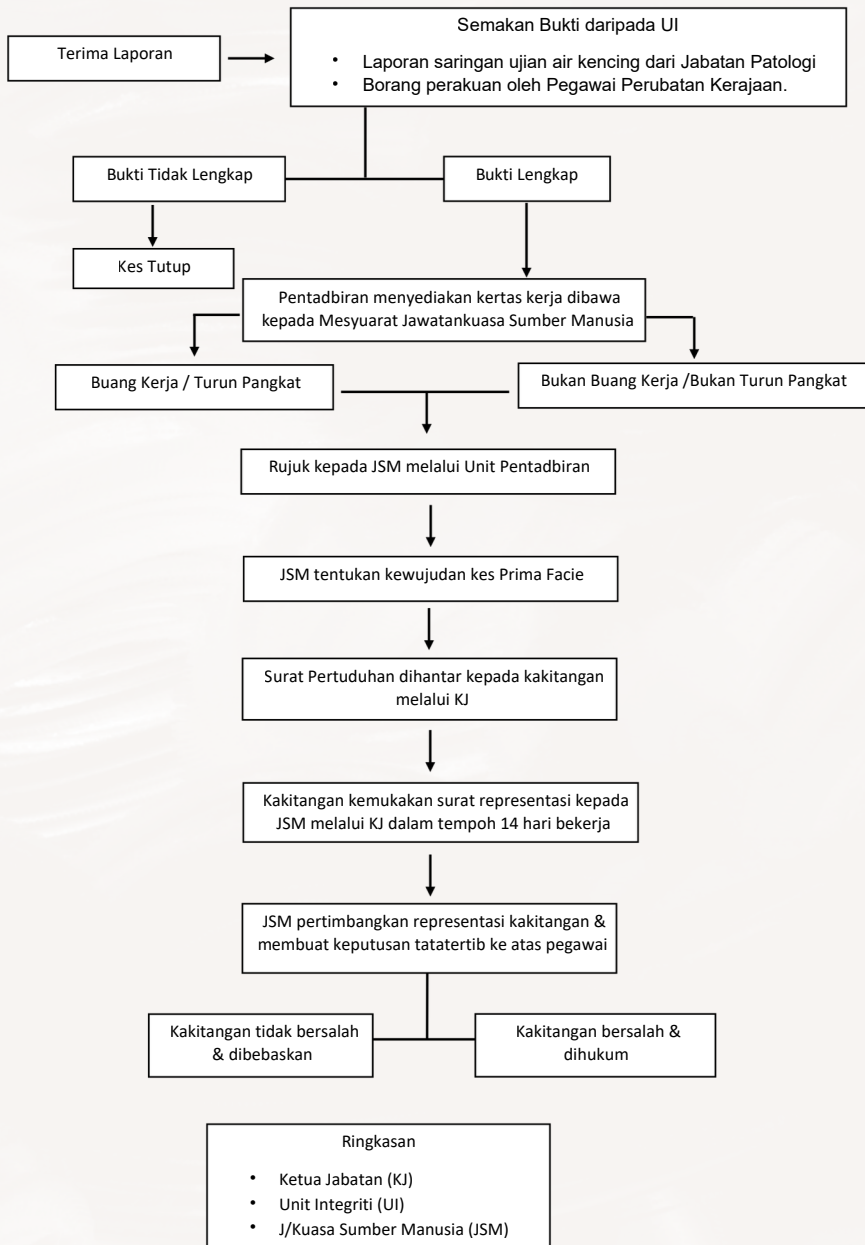 Terima Laporan
Semakan Bukti daripada UI
• Laporan saringan ujian air kencing dari Jabatan Patologi
• Borang perakuan oleh Pegawai Perubatan Kerajaan.
Bukti Tidak Lengkap
Bukti Lengkap
Kes Tutup
Pentadbiran menyediakan kertas kerja dibawa
kepada Mesyuarat Jawatankuasa Sumber Manusia
Buang Kerja / Turun Pangkat
Bukan Buang Kerja /Bukan Turun Pangkat
Rujuk kepada JSM melalui Unit Pentadbiran
JSM tentukan kewujudan kes Prima Facie
Surat Pertuduhan dihantar kepada kakitangan
melalui KJ
Kakitangan kemukakan surat representasi kepada
JSM melalui KJ dalam tempoh 14 hari bekerja
JSM pertimbangkan representasi kakitangan &
membuat keputusan tatatertib ke atas pegawai
Kakitangan tidak bersalah
& dibebaskan
Kakitangan bersalah &
dihukum
Ringkasan
• Ketua Jabatan (KJ)
• Unit Integriti (UI)
• J/Kuasa Sumber Manusia (JSM)